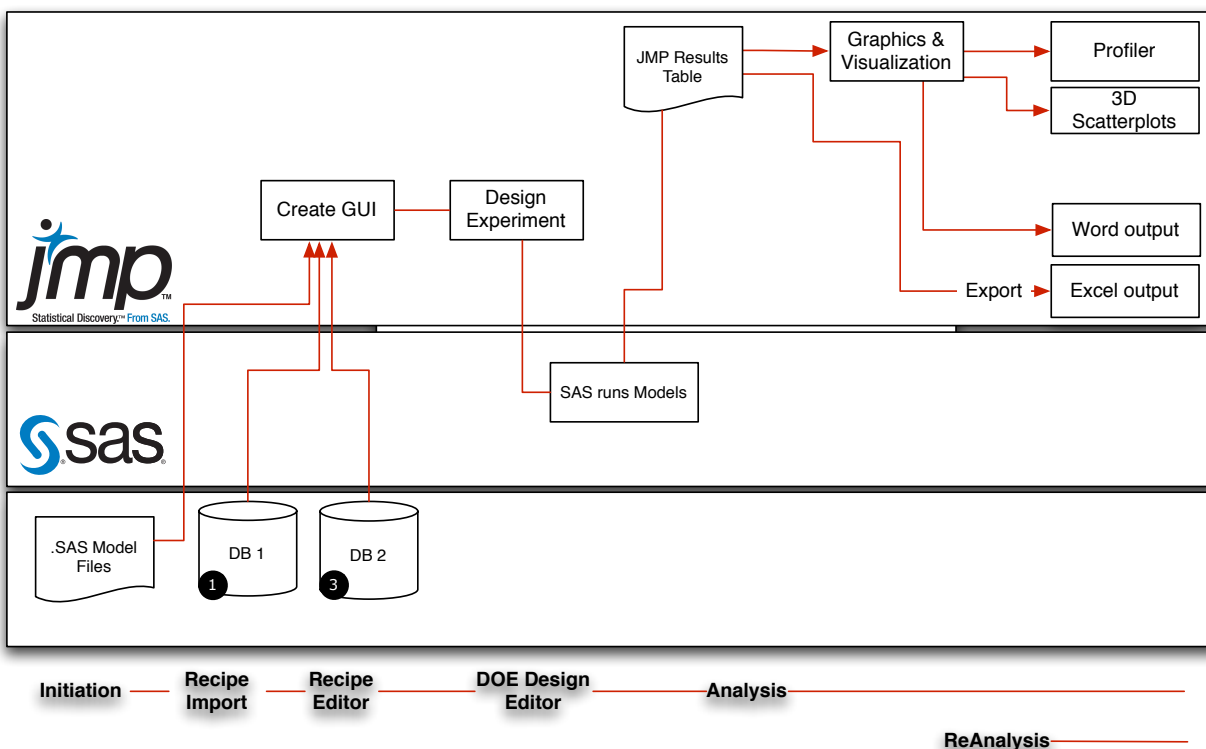 JMP Results
Table
Graphics &
Visualization
Profiler
3D
Scatterplots
Create GUI
Design
Experiment
Word output
Export
Excel output
jmp
TM
Statistical Discovery.™ From SAS.
SAS runs Models
sas
®
.SAS Model
Files
DB 1
1
DB 2
3
Initiation
Recipe
Import
Recipe
Editor
DOE Design
Editor
Analysis
ReAnalysis